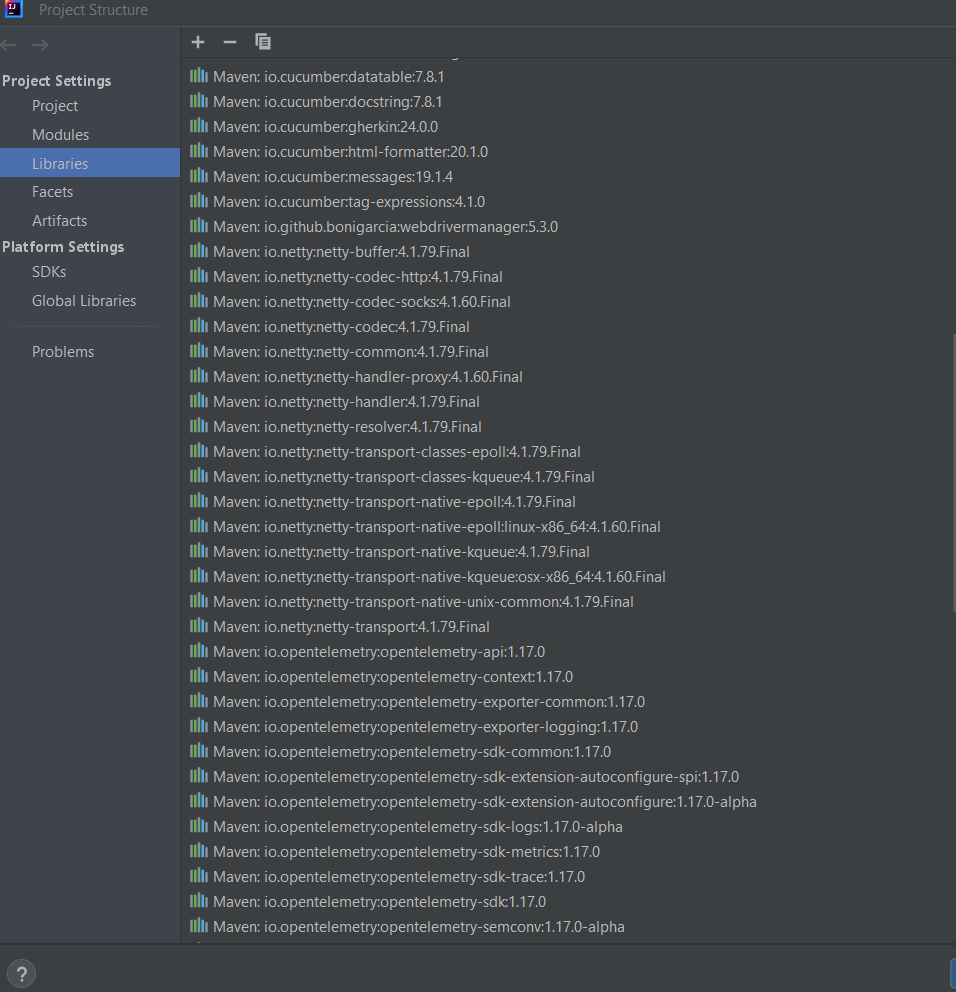 Project Structure
Project Settings
Project
Modules
Libraries
Facets
Artifacts
Platform Settings
SDKs
Global Libraries
Problems
Maven: io.cucumber:datatable:7.8.1
Maven: io.cucumber:docstring:7.8.1
Maven: io.cucumber:gherkin:24.0.0
Maven: io.cucumber:html-formatter:20.1.0
Maven: io.cucumber:messages:19.1.4
Maven: io.cucumber:tag-expressions:4.1.0
Maven: io.github.bonigarcia:webdrivermanager:5.3.0
Maven: io.netty:netty-buffer:4.1.79.Final
Maven: io.netty:netty-codec-http:4.1.79.Final
Maven: io.netty:netty-codec-socks:4.1.60.Final
Maven: io.netty:netty-codec:4.1.79.Final
Maven: io.netty:netty-common:4.1.79.Final
Maven: io.netty:netty-handler-proxy:4.1.60.Final
Maven: io.netty:netty-handler:4.1.79.Final
Maven: io.netty:netty-resolver:4.1.79.Final
Maven: io.netty:netty-transport-classes-epoll:4.1.79.Final
Maven: io.netty:netty-transport-classes-kqueue:4.1.79.Final
Maven: io.netty:netty-transport-native-epoll:4.1.79.Final
Maven: io.netty:netty-transport-native-epoll:linux-x86_64:4.1.60.Final
Maven: io.netty:netty-transport-native-kqueue:4.1.79.Final
Maven: io.netty:netty-transport-native-kqueue:osx-x86_64:4.1.60.Final
Maven: io.netty:netty-transport-native-unix-common:4.1.79.Final
Maven: io.netty:netty-transport:4.1.79.Final
Maven: io.opentelemetry:opentelemetry-api:1.17.0
Maven: io.opentelemetry:opentelemetry-context:1.17.0
Maven: io.opentelemetry:opentelemetry-exporter-common:1.17.0
Maven: io.opentelemetry:opentelemetry-exporter-logging:1.17.0
Maven: io.opentelemetry:opentelemetry-sdk-common:1.17.0
Maven: io.opentelemetry:opentelemetry-sdk-extension-autoconfigure-spi:1.17.0
Maven: io.opentelemetry:opentelemetry-sdk-extension-autoconfigure:1.17.0-alpha
Maven: io.opentelemetry:opentelemetry-sdk-logs:1.17.0-alpha
Maven: io.opentelemetry:opentelemetry-sdk-metrics:1.17.0
Maven: io.opentelemetry:opentelemetry-sdk-trace:1.17.0
Maven: io.opentelemetry:opentelemetry-sdk:1.17.0
Maven: io.opentelemetry:opentelemetry-semconv:1.17.0-alpha
?